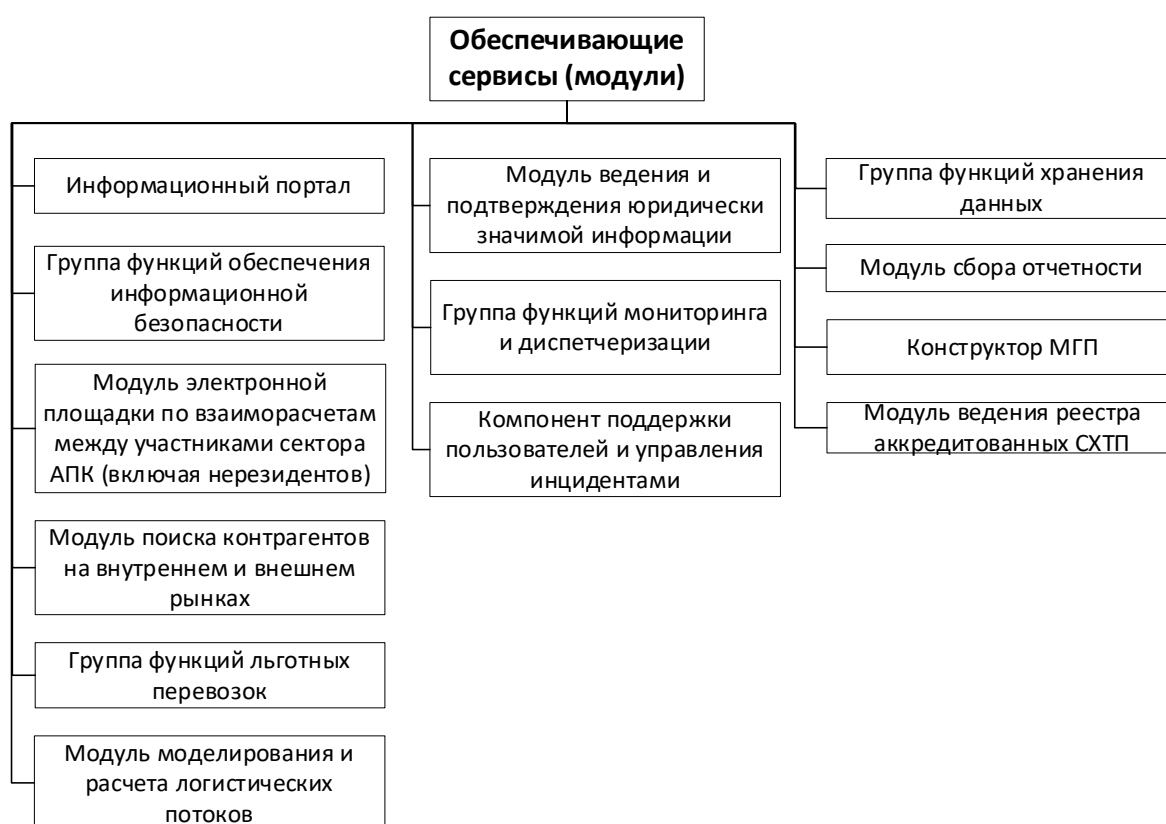 Обеспечивающие
сервисы (модули)
Информационный портал
Группа функций обеспечения
информационной
безопасности
Модуль электронной
площадки по взаиморасчетам
между участниками сектора
АПК (включая нерезидентов)
Модуль поиска контрагентов
на внутреннем и внешнем
рынках
Группа функций льготных
перевозок
Модуль моделирования и
расчета логистических
потоков
Модуль ведения и
подтверждения юридически
значимой информации
Группа функций мониторинга
и диспетчеризации
Компонент поддержки
пользователей и управления
инцидентами
Группа функций хранения
данных
Модуль сбора отчетности
Конструктор МГП
Модуль ведения реестра
аккредитованных СХТП